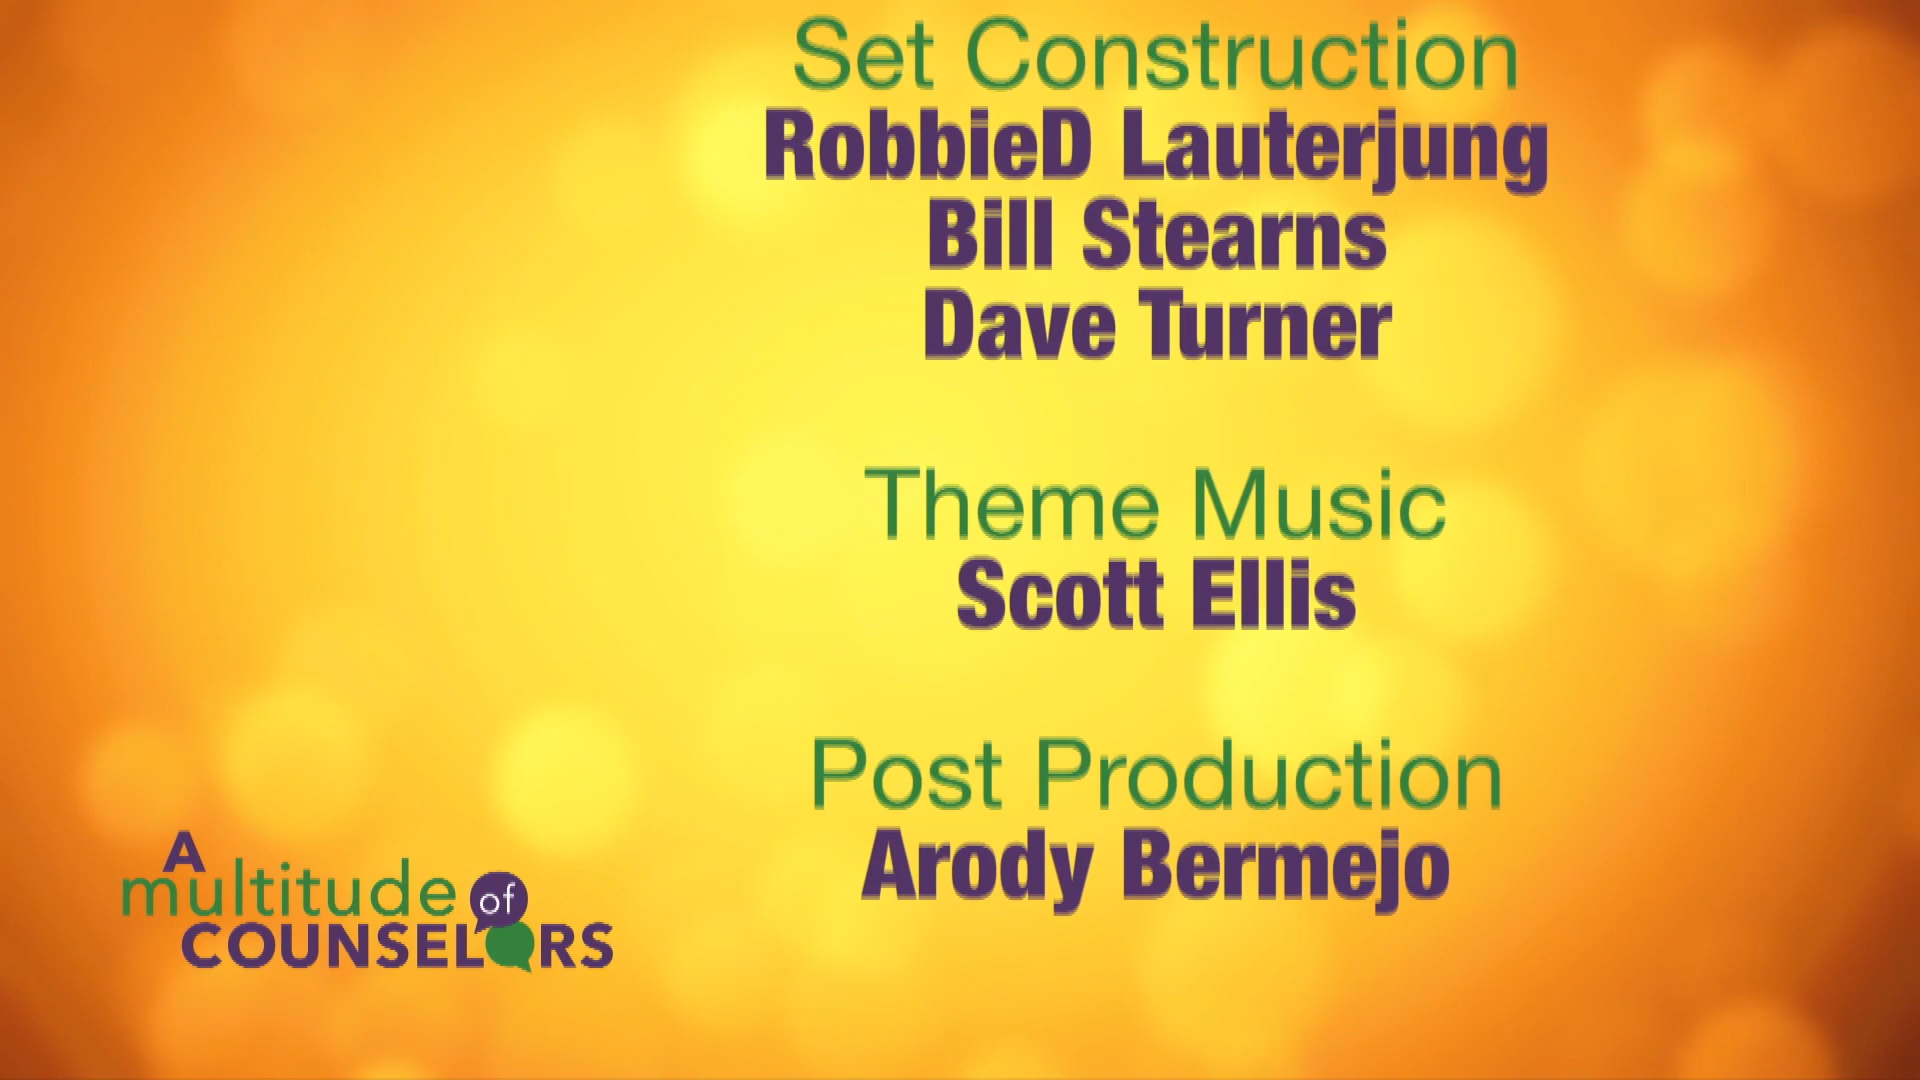 Set Construction
RobbieD Lauterjung
Bill Stearns
Dave Turner
Theme Music
Scott Ellis
Post Production
Arody Bermejo
A
multitude of
COUNSELORS